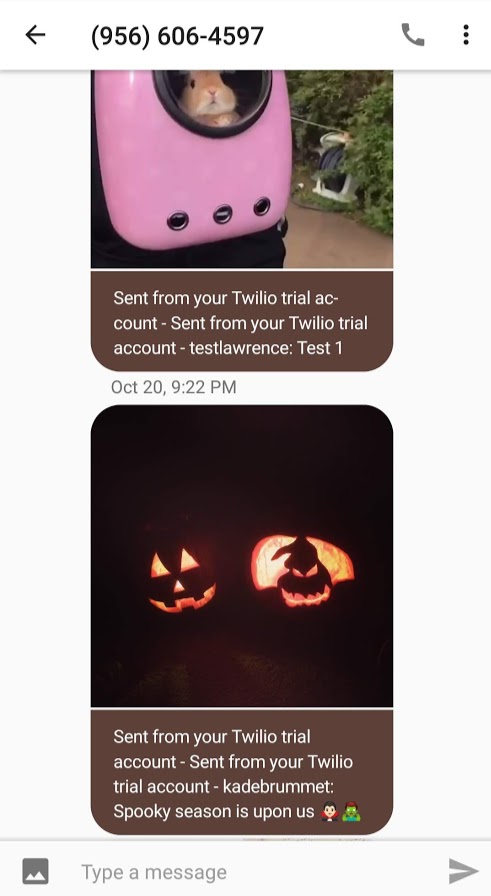 (956) 606-4597
Sent from your Twilio trial ac-
count - Sent from your Twilio trial
account - testlawrence: Test 1
Oct 20, 9:22 PM
Sent from your Twilio trial
account - Sent from your Twilio
trial account - kadebrummet:
Spooky season is upon us 🧛🏻‍♂️🧟‍♂️
Type a message